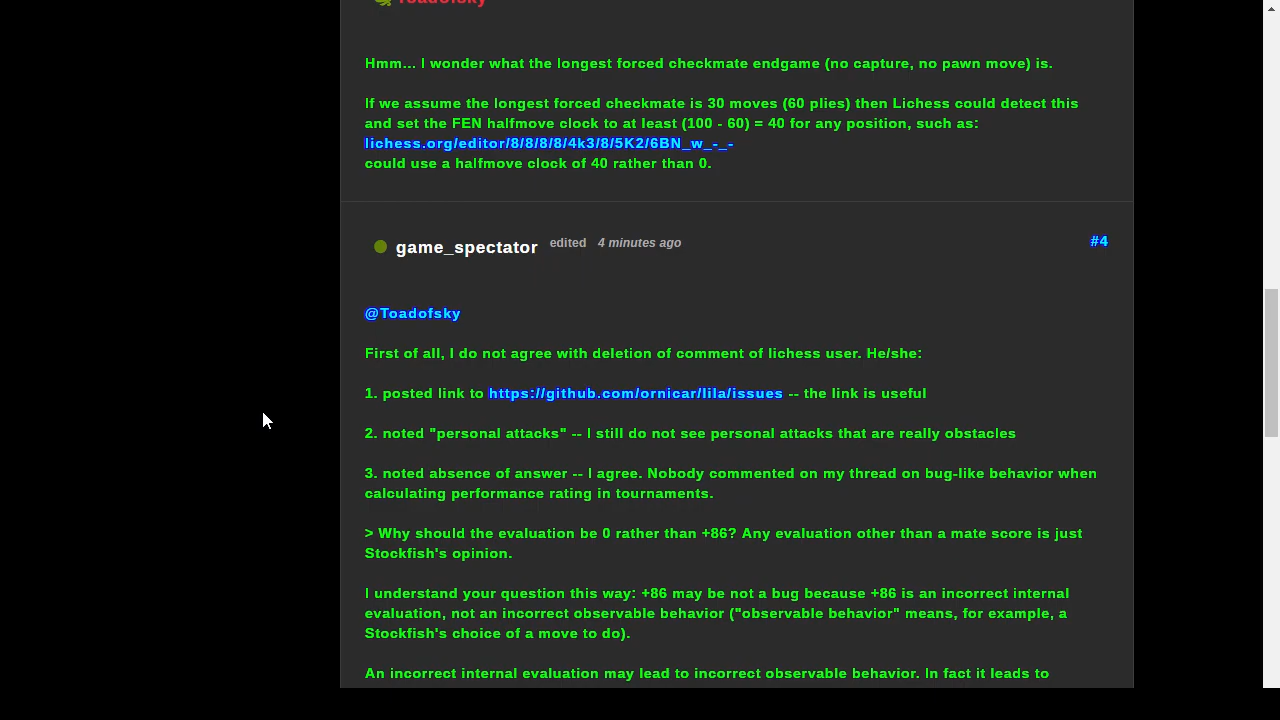 Toadofsky
Hmm... I wonder what the longest forced checkmate endgame (no capture, no pawn move) is.
If we assume the longest forced checkmate is 30 moves (60 plies) then Lichess could detect this
and set the FEN halfmove clock to at least (100 - 60) = 40 for any position, such as:
lichess.org/editor/8/8/8/8/4k3/8/5K2/6BN_w_-_-
could use a halfmove clock of 40 rather than 0.
game_spectator edited 4 minutes ago #4
@Toadofsky
First of all, I do not agree with deletion of comment of lichess user. He/she:
1. posted link to https://github.com/ornicar/lila/issues -- the link is useful
2. noted "personal attacks" -- I still do not see personal attacks that are really obstacles
3. noted absence of answer -- I agree. Nobody commented on my thread on bug-like behavior when
calculating performance rating in tournaments.
> Why should the evaluation be 0 rather than +86? Any evaluation other than a mate score is just
Stockfish's opinion.
I understand your question this way: +86 may be not a bug because +86 is an incorrect internal
evaluation, not an incorrect observable behavior ("observable behavior" means, for example, a
Stockfish's choice of a move to do).
An incorrect internal evaluation may lead to incorrect observable behavior. In fact it leads to